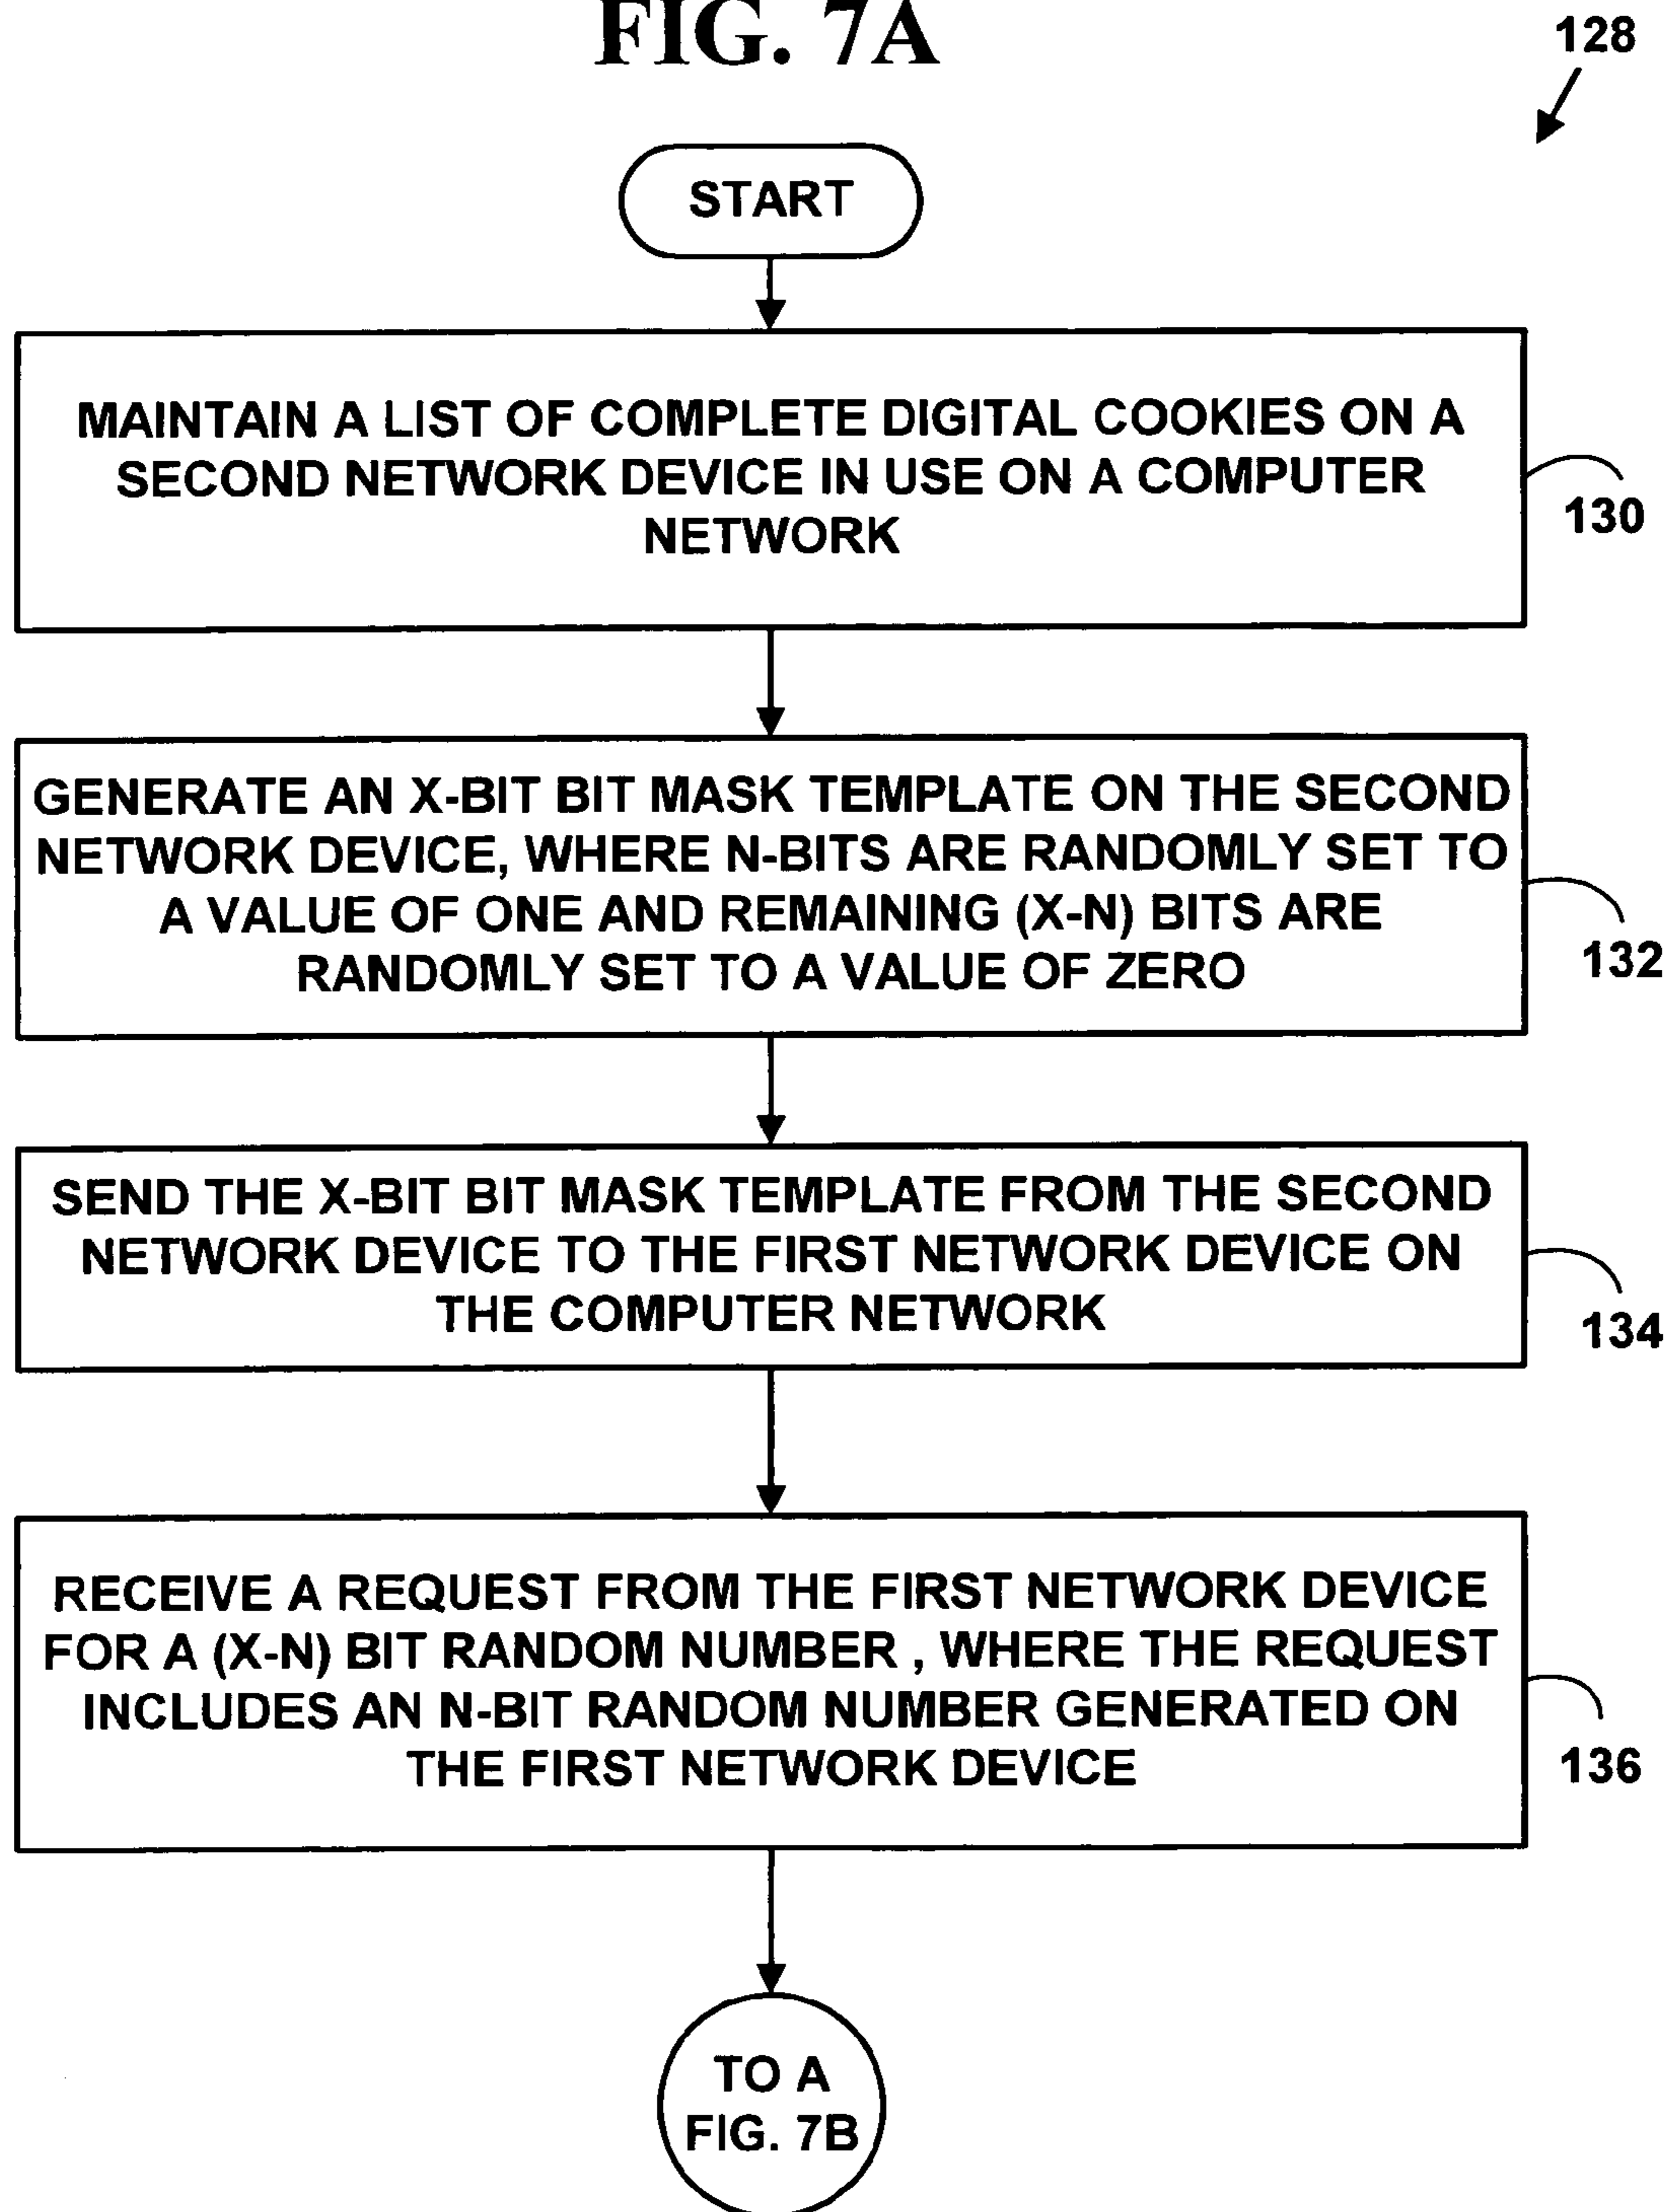 FIG. 7A
128
START
MAINTAIN A LIST OF COMPLETE DIGITAL COOKIES ON A
SECOND NETWORK DEVICE IN USE ON A COMPUTER
NETWORK
130
GENERATE AN X-BIT BIT MASK TEMPLATE ON THE SECOND
NETWORK DEVICE, WHERE N-BITS ARE RANDOMLY SET TO
A VALUE OF ONE AND REMAINING (X-N) BITS ARE
RANDOMLY SET TO A VALUE OF ZERO
132
SEND THE X-BIT BIT MASK TEMPLATE FROM THE SECOND
NETWORK DEVICE TO THE FIRST NETWORK DEVICE ON
THE COMPUTER NETWORK
134
RECEIVE A REQUEST FROM THE FIRST NETWORK DEVICE
FOR A (X-N) BIT RANDOM NUMBER , WHERE THE REQUEST
INCLUDES AN N-BIT RANDOM NUMBER GENERATED ON
THE FIRST NETWORK DEVICE
136
TO A
FIG. 7B